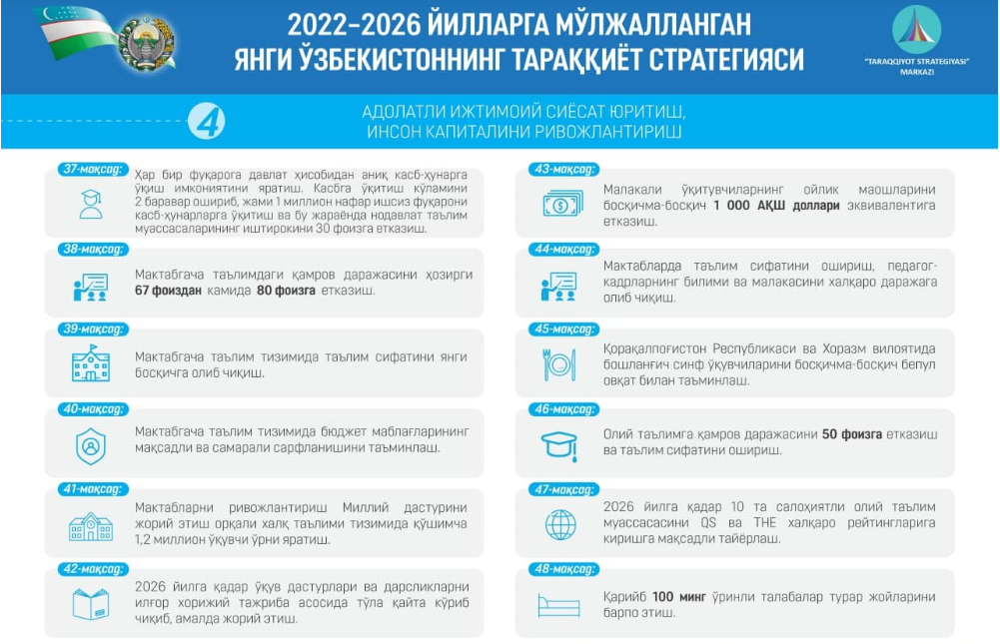 2022–2026 ЙИЛЛАРГА МЎЛЖАЛЛАНГАН
ЯНГИ ЎЗБЕКИСТОННИНГ ТАРАҚҚИЁТ СТРАТЕГИЯСИ
"TARAQQIYOT STRATEGIYASI"
MARKAZI
4
АДОЛАТЛИ ИЖТИМОИЙ СИЁСАТ ЮРИТИШ,
ИНСОН КАПИТАЛИНИ РИВОЖЛАНТИРИШ
37-мақсад:
Ҳар бир фуқарога давлат ҳисобидан аниқ касб-ҳунарга
ўқиш имкониятини яратиш. Касбга ўқитиш кўламини
2 баравар ошириб, жами 1 миллион нафар ишсиз фуқарони
касб-ҳунарларга ўқитиш ва бу жараёнда нодавлат таълим
муассасаларининг иштирокини 30 фоизга етказиш.
38-мақсад:
Мактабгача таълимдаги қамров даражасини ҳозирги
67 фоиздан камида 80 фоизга етказиш.
39-мақсад:
Мактабгача таълим тизимида таълим сифатини янги
босқичга олиб чиқиш.
40-мақсад:
Мактабгача таълим тизимида бюджет маблағларининг
мақсадли ва самарали сарфланишини таъминлаш.
41-мақсад:
Мактабларни ривожлантириш Миллий дастурини
жорий этиш орқали халқ таълими тизимида қўшимча
1,2 миллион ўқувчи ўрни яратиш.
42-мақсад:
2026 йилга қадар ўқув дастурлари ва дарсликларни
илғор хорижий тажриба асосида тўла қайта кўриб
чиқиб, амалда жорий этиш.
43-мақсад:
Малакали ўқитувчиларнинг ойлик маошларини
босқичма-босқич 1 000 АҚШ доллари эквивалентига
етказиш.
44-мақсад:
Мактабларда таълим сифатини ошириш, педагог-
кадрларнинг билими ва малакасини халқаро даражага
олиб чиқиш.
45-мақсад:
Қорақалпоғистон Республикаси ва Хоразм вилоятида
бошланғич синф ўқувчиларини босқичма-босқич бепул
овқат билан таъминлаш.
46-мақсад:
Олий таълимга қамров даражасини 50 фоизга етказиш
ва таълим сифатини ошириш.
47-мақсад:
2026 йилга қадар 10 та салоҳиятли олий таълим
муассасасини QS ва THE халқаро рейтингларига
киришга мақсадли тайёрлаш.
48-мақсад:
Қарийб 100 минг ўринли талабалар турар жойларини
барпо этиш.